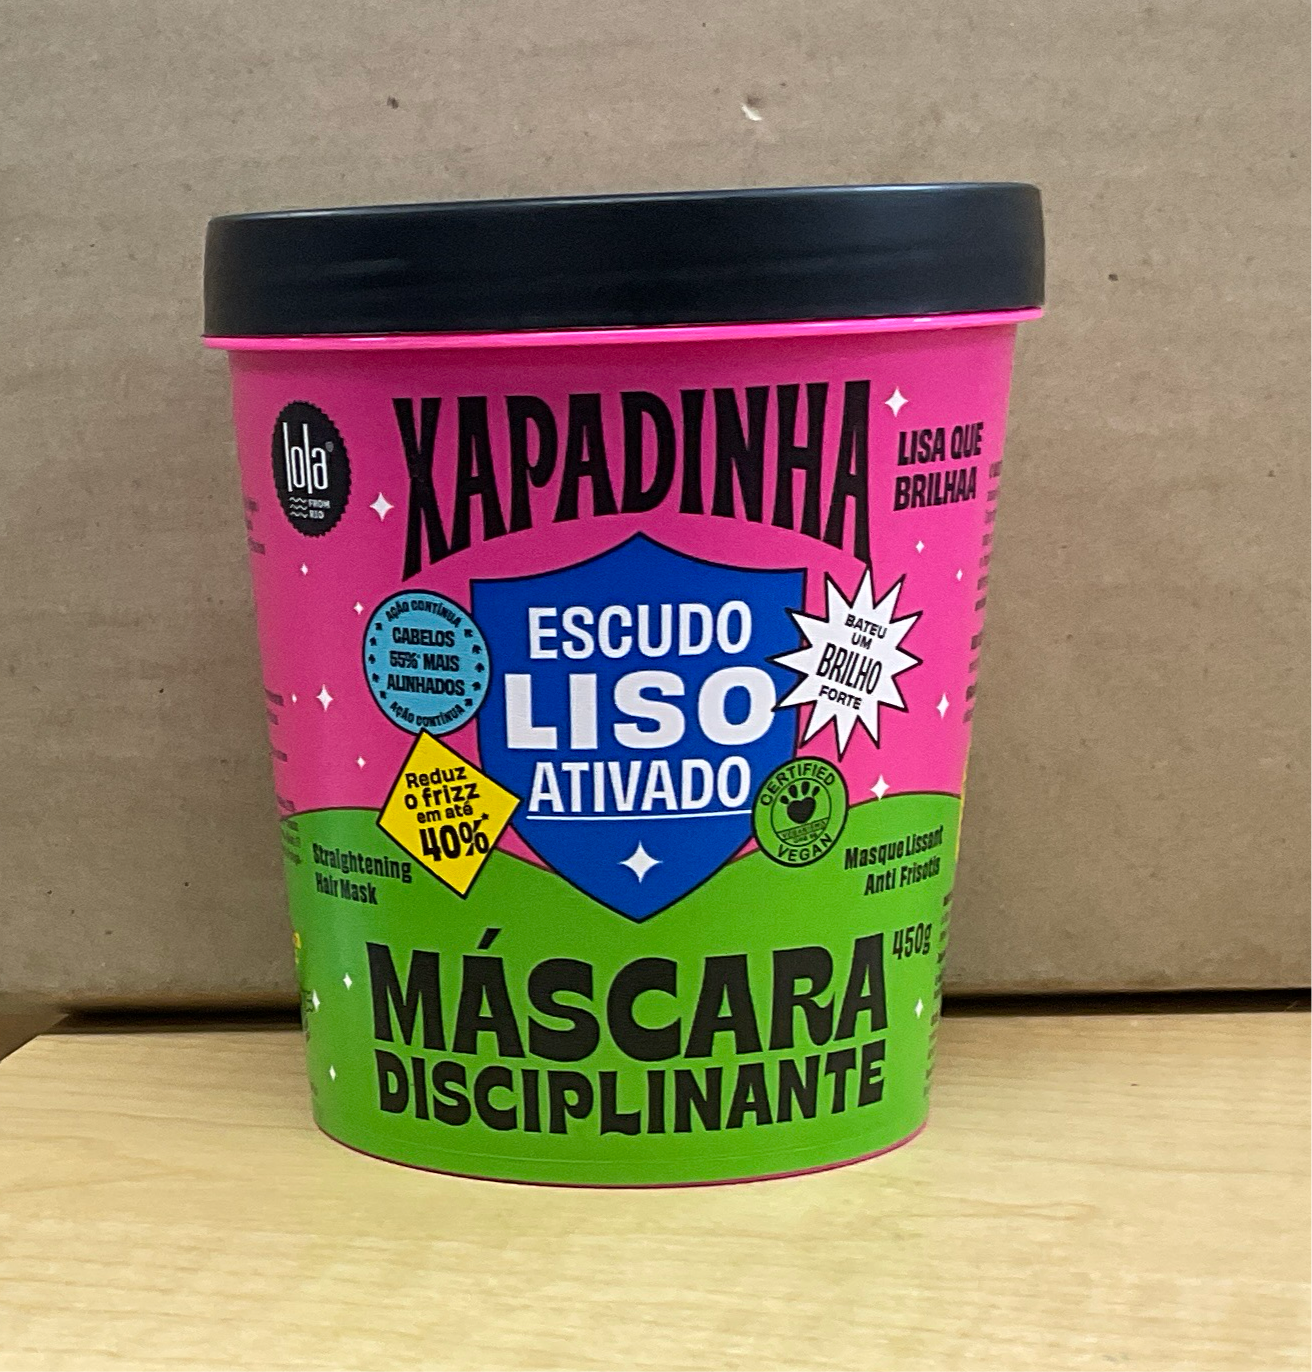 XAPADINHA
lola®
FROM
RIO
LISA QUE
BRILHAA
ESCUDO
LISO
ATIVADO
AÇÃO CONTÍNUA
CABELOS
55%* MAIS
ALINHADOS
AÇÃO CONTÍNUA
BATEU
UM
BRILHO
FORTE
Reduz
o frizz
em até
40%*
CERTIFIED
VEGAN
Straightening
Hair Mask
Masque Lissant
Anti Frisotis
450g
MÁSCARA
DISCIPLINANTE